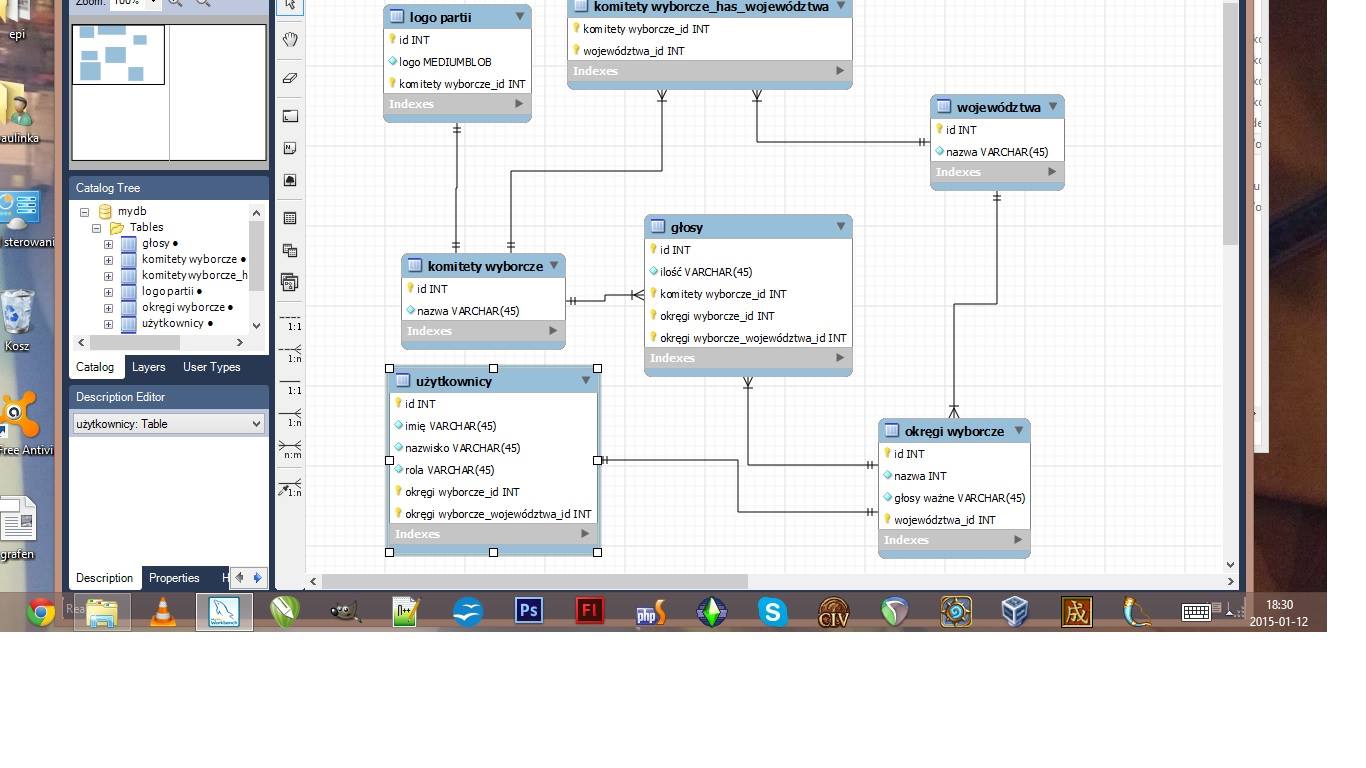 epi
aulinka
sterowani
Kosz
Free Antivi
grafen
Zoom: 100%
Catalog Tree
mydb
Tables
głosy ●
komitety wyborcze ●
komitety wyborcze_h
logo partii ●
okręgi wyborcze ●
użytkownicy ●
Catalog
Layers
User Types
Description Editor
użytkownicy: Table
Description
Properties
H
1:1
1:n
1:1
1:n
n:m
1:n
logo partii
id INT
logo MEDIUMBLOB
komitety wyborcze_id INT
Indexes
komitety wyborcze_has_województwa
komitety wyborcze_id INT
województwa_id INT
Indexes
województwa
id INT
nazwa VARCHAR(45)
Indexes
głosy
id INT
ilość VARCHAR(45)
komitety wyborcze_id INT
okręgi wyborcze_id INT
okręgi wyborcze_województwa_id INT
Indexes
komitety wyborcze
id INT
nazwa VARCHAR(45)
Indexes
użytkownicy
id INT
imię VARCHAR(45)
nazwisko VARCHAR(45)
rola VARCHAR(45)
okręgi wyborcze_id INT
okręgi wyborcze_województwa_id INT
Indexes
okręgi wyborcze
id INT
nazwa INT
głosy ważne VARCHAR(45)
województwa_id INT
Indexes
Rea
Workbench
Ps
Fl
php
S
CIV
成
18:30
2015-01-12